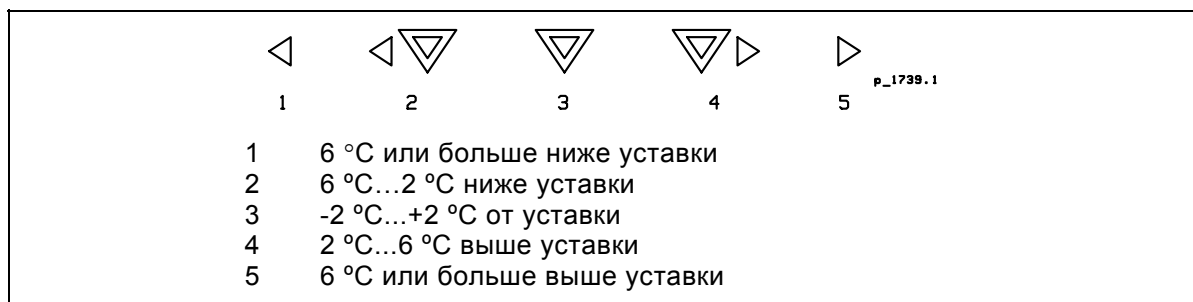 p_1739.1
1 2 3 4 5
1 6 °C или больше ниже уставки
2 6 ºC…2 ºC ниже уставки
3 -2 ºC...+2 ºC от уставки
4 2 ºC...6 ºC выше уставки
5 6 ºC или больше выше уставки